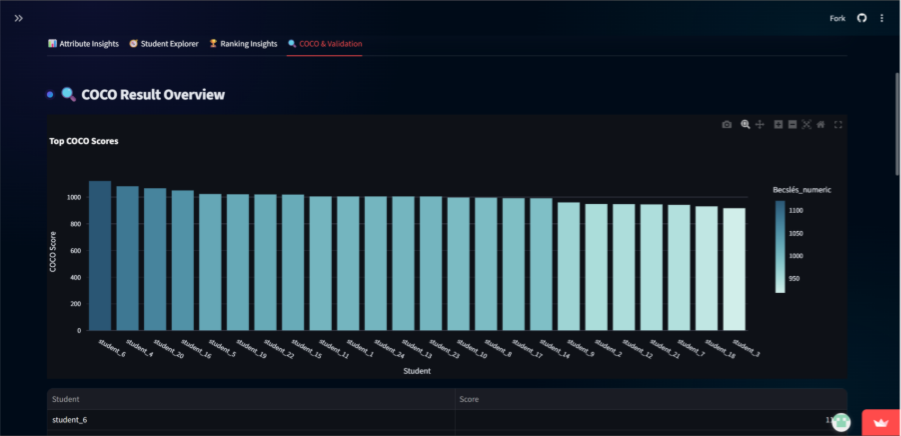 Fork
Attribute Insights
Student Explorer
Ranking Insights
COCO & Validation
COCO Result Overview
Top COCO Scores
COCO Score
1000
800
600
400
200
0
student_6
student_4
student_20
student_16
student_5
student_19
student_22
student_15
student_11
student_1
student_24
student_13
student_23
student_10
student_8
student_17
student_14
student_9
student_2
student_12
student_21
student_7
student_18
student_3
Student
Becslés_numeric
1100
1050
1000
950
Student Score
student_6